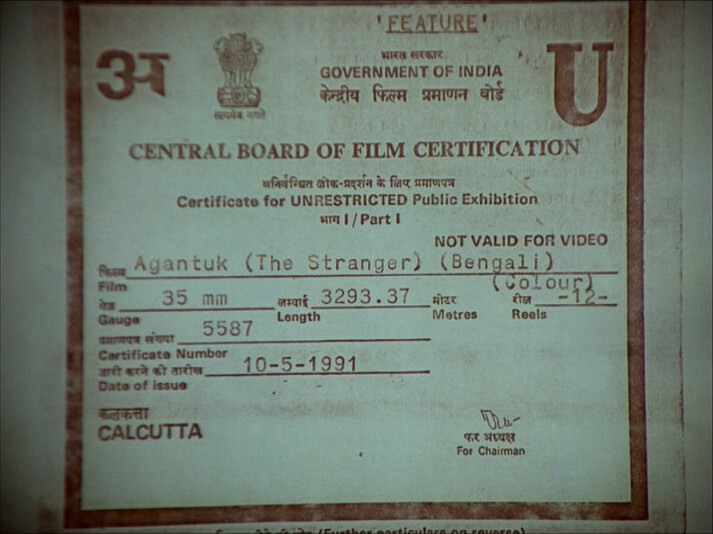 'FEATURE'
अ
सत्यमेव जयते
भारत सरकार
GOVERNMENT OF INDIA
केन्द्रीय फिल्म प्रमाणन बोर्ड
U
CENTRAL BOARD OF FILM CERTIFICATION
अनिर्बन्धित लोक-प्रदर्शन के लिए प्रमाणपत्र
Certificate for UNRESTRICTED Public Exhibition
भाग I / Part I
NOT VALID FOR VIDEO
फिल्म Agantuk (The Stranger) (Bengali)
Film (Colour)
गेज 35 mm लम्बाई 3293.37 मीटर रील -12-
Gauge Length Metres Reels
प्रमाणपत्र संख्या 5587
Certificate Number
जारी करने की तारीख 10-5-1991
Date of issue
कलकत्ता
CALCUTTA
कर अध्यक्ष
For Chairman
(Further particulars on reverse)